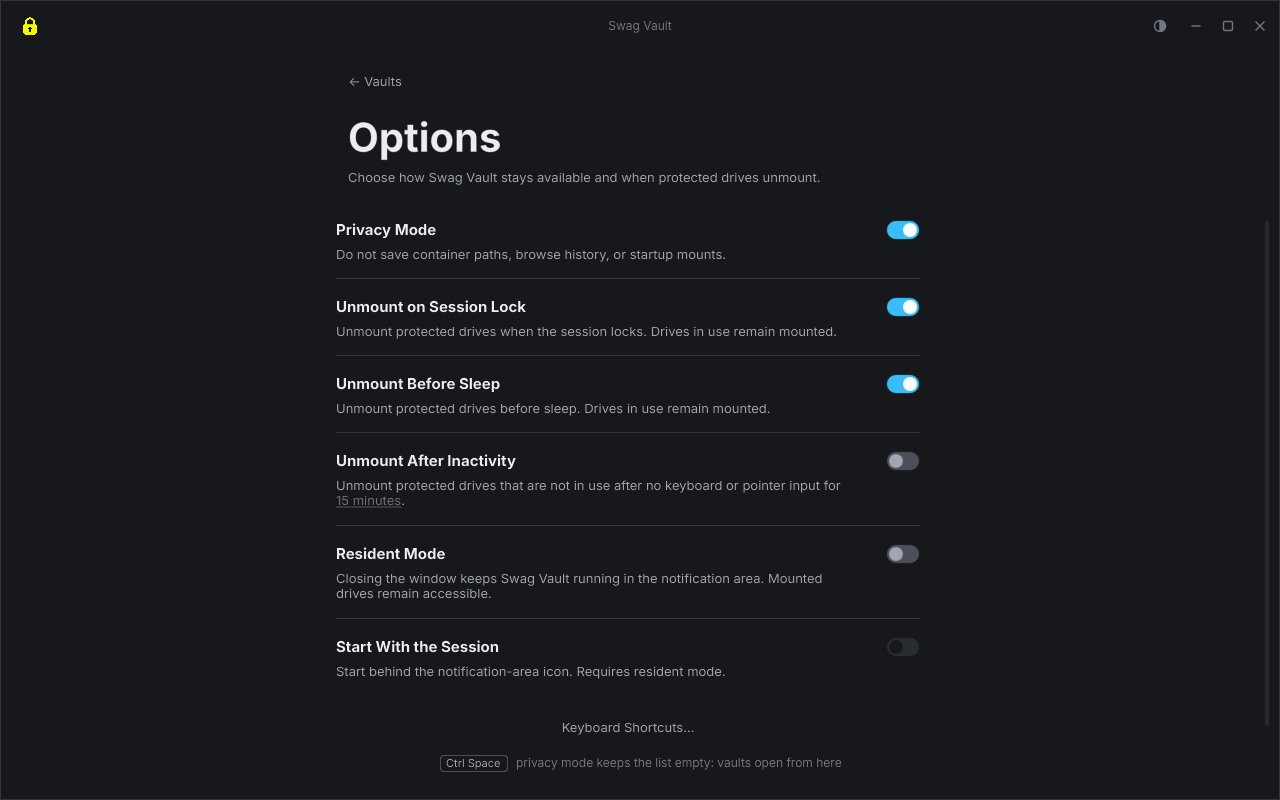 Swag Vault
← Vaults
Options
Choose how Swag Vault stays available and when protected drives unmount.
Privacy Mode
Do not save container paths, browse history, or startup mounts.
Unmount on Session Lock
Unmount protected drives when the session locks. Drives in use remain mounted.
Unmount Before Sleep
Unmount protected drives before sleep. Drives in use remain mounted.
Unmount After Inactivity
Unmount protected drives that are not in use after no keyboard or pointer input for
15 minutes.
Resident Mode
Closing the window keeps Swag Vault running in the notification area. Mounted
drives remain accessible.
Start With the Session
Start behind the notification-area icon. Requires resident mode.
Keyboard Shortcuts...
Ctrl Space privacy mode keeps the list empty: vaults open from here